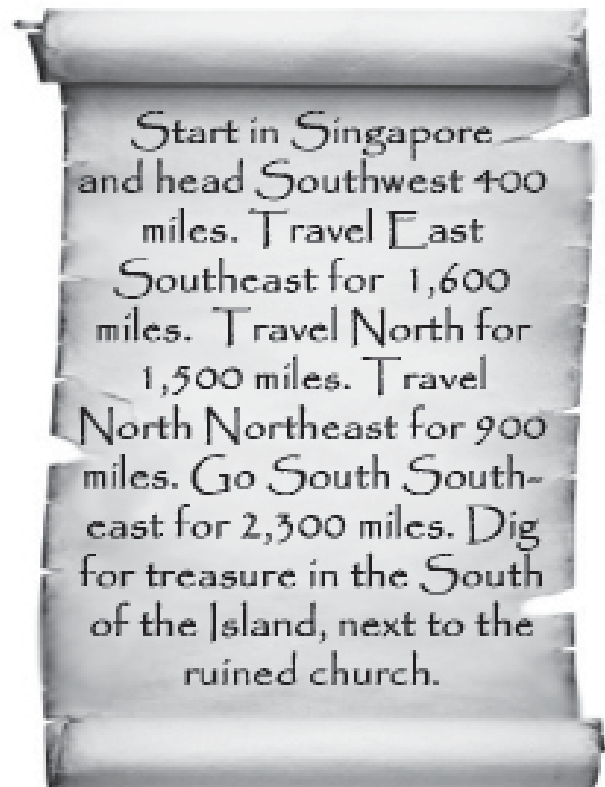 Start in Singapore
and head Southwest 400
miles. Travel East
Southeast for 1,600
miles. Travel North for
1,500 miles. Travel
North Northeast for 900
miles. Go South South-
east for 2,300 miles. Dig
for treasure in the South
of the Island, next to the
ruined church.